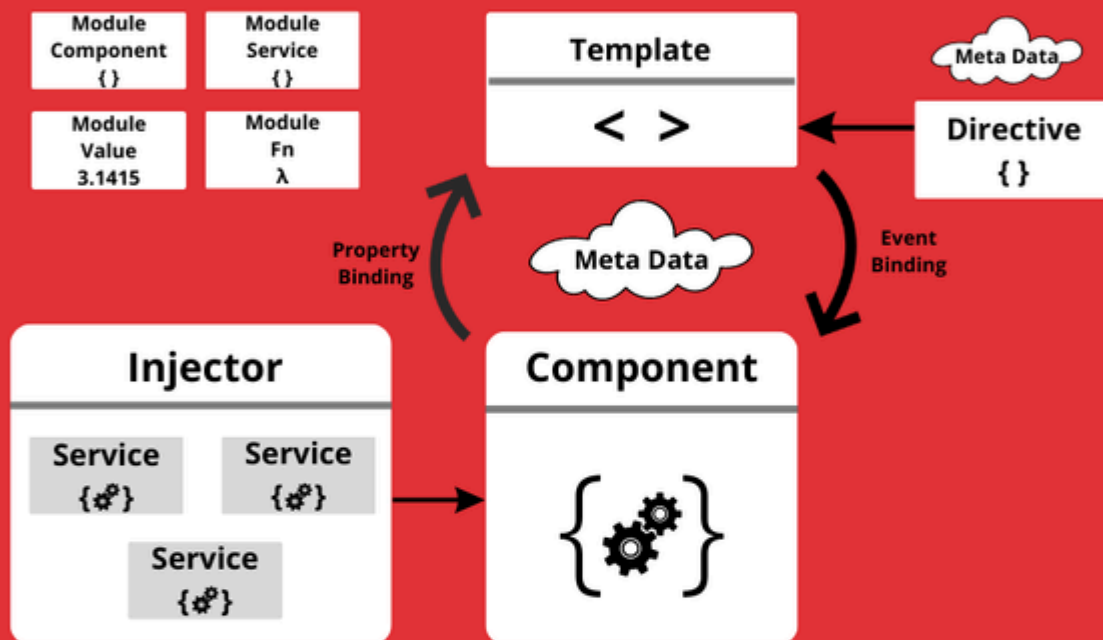 Module
Component
{ }
Module
Service
{ }
Module
Value
3.1415
Module
Fn
λ
Template
< >
Meta Data
Directive
{ }
Property
Binding
Meta Data
Event
Binding
Injector
Service
{ }
Service
{ }
Service
{ }
Component
{ }